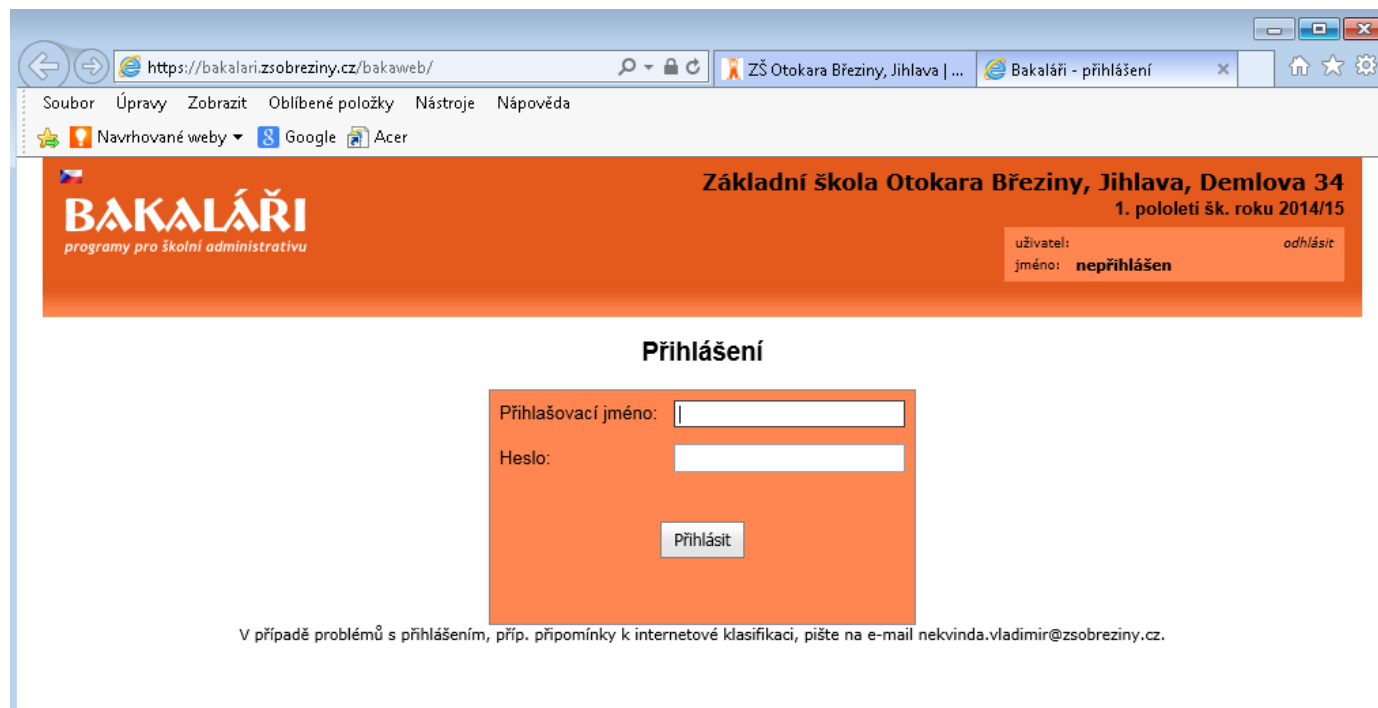 https://bakalari.zsobreziny.cz/bakaweb/
ZŠ Otokara Březiny, Jihlava | ...
Bakaláři - přihlášení
Soubor Úpravy Zobrazit Oblíbené položky Nástroje Nápověda
Navrhované weby Google Acer
BAKALÁŘI
programy pro školní administrativu
Základní škola Otokara Březiny, Jihlava, Demlova 34
1. pololetí šk. roku 2014/15
uživatel: odhlásit
jméno: nepřihlášen
Přihlášení
Přihlašovací jméno:
Heslo:
Přihlásit
V případě problémů s přihlášením, příp. připomínky k internetové klasifikaci, pište na e-mail nekvinda.vladimir@zsobreziny.cz.